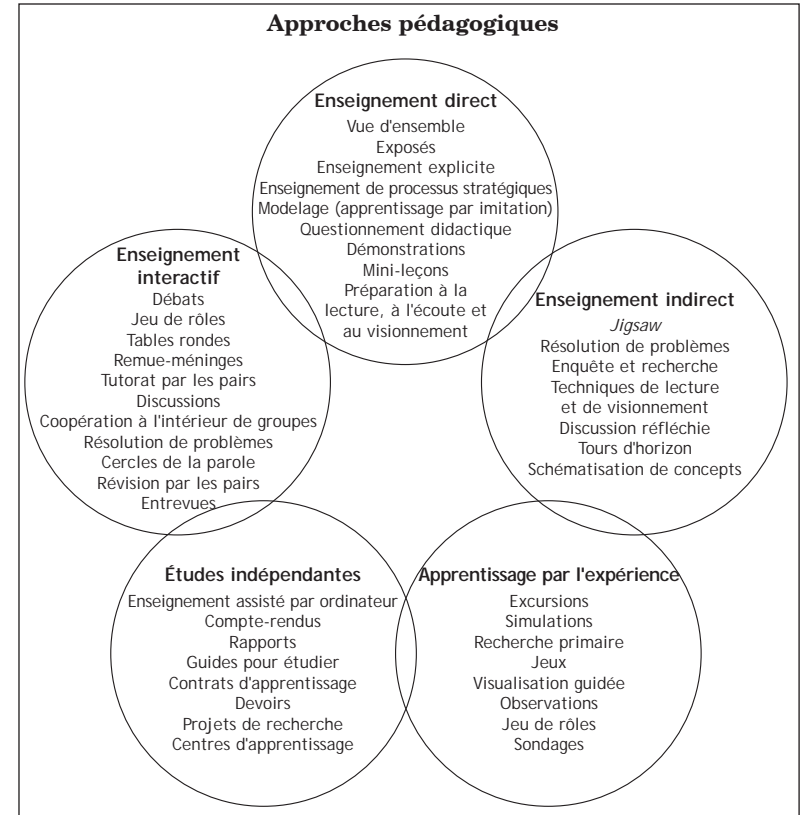 Approches pédagogiques
Enseignement direct
Vue d'ensemble
Exposés
Enseignement explicite
Enseignement de processus stratégiques
Modelage (apprentissage par imitation)
Questionnement didactique
Démonstrations
Mini-leçons
Préparation à la
lecture, à l'écoute et
au visionnement
Enseignement
interactif
Débats
Jeu de rôles
Tables rondes
Remue-méninges
Tutorat par les pairs
Discussions
Coopération à l'intérieur de groupes
Résolution de problèmes
Cercles de la parole
Révision par les pairs
Entrevues
Enseignement indirect
Jigsaw
Résolution de problèmes
Enquête et recherche
Techniques de lecture
et de visionnement
Discussion réfléchie
Tours d'horizon
Schématisation de concepts
Études indépendantes
Enseignement assisté par ordinateur
Compte-rendus
Rapports
Guides pour étudier
Contrats d'apprentissage
Devoirs
Projets de recherche
Centres d'apprentissage
Apprentissage par l'expérience
Excursions
Simulations
Recherche primaire
Jeux
Visualisation guidée
Observations
Jeu de rôles
Sondages